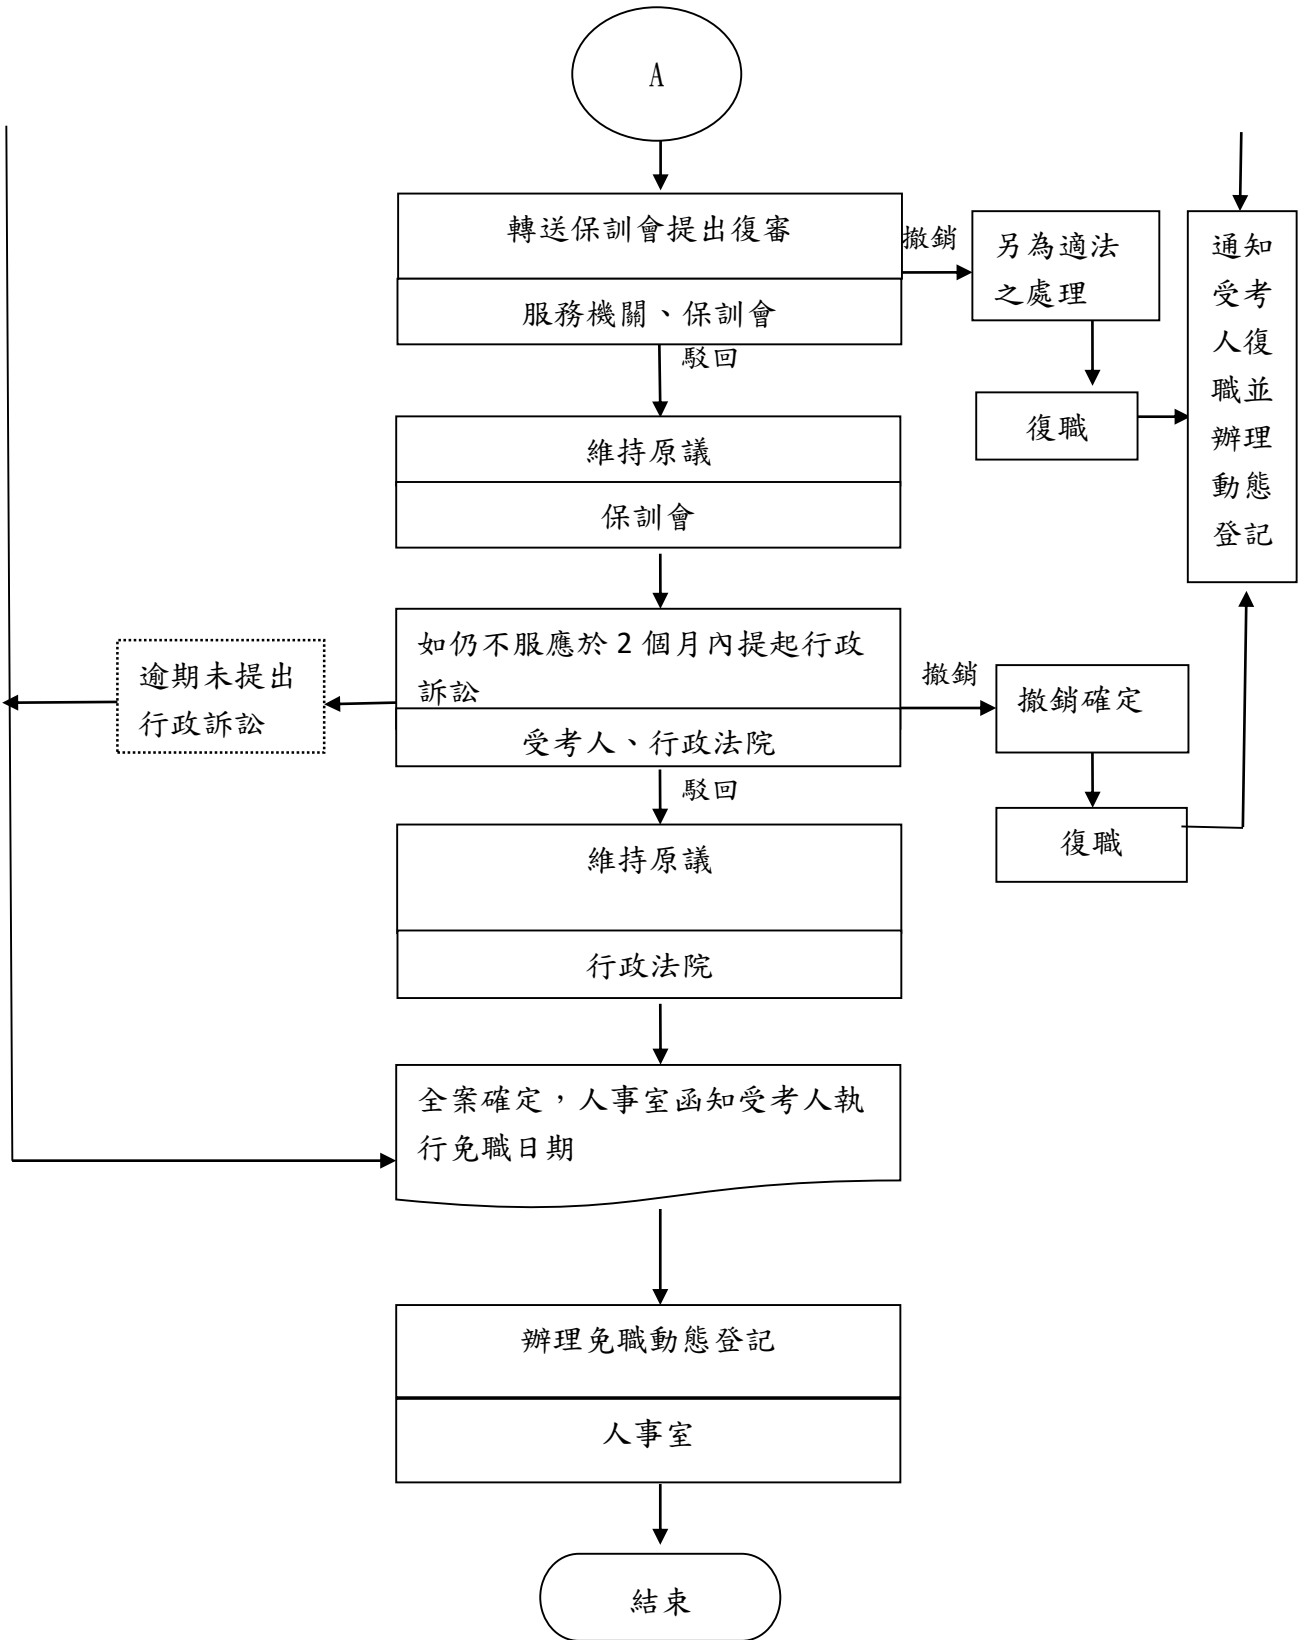 A
轉送保訓會提出復審
服務機關、保訓會
撤銷
另為適法
之處理
通知
受考
人復
職並
辦理
動態
登記
駁回
復職
維持原議
保訓會
如仍不服應於 2 個月內提起行政
訴訟
受考人、行政法院
逾期未提出
行政訴訟
撤銷
撤銷確定
駁回
復職
維持原議
行政法院
全案確定，人事室函知受考人執
行免職日期
辦理免職動態登記
人事室
結束